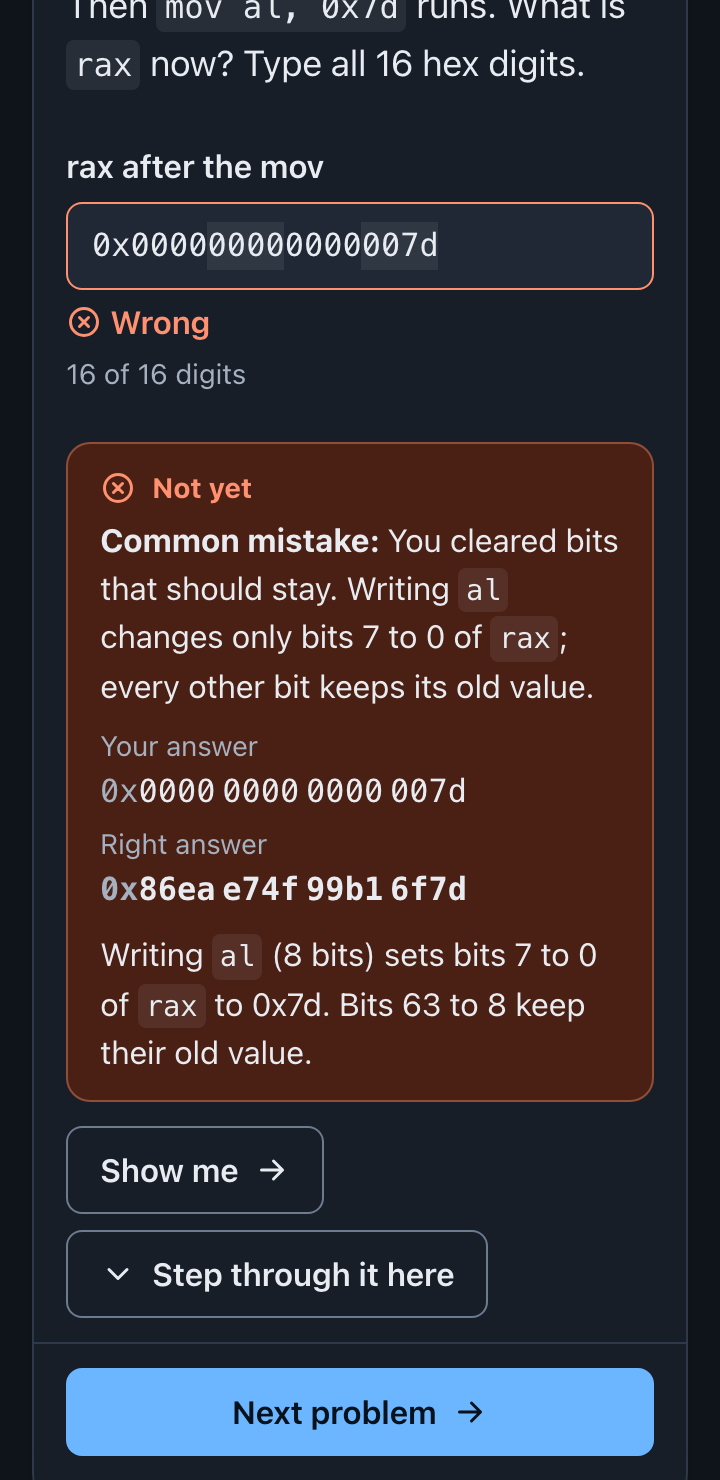 Then mov al, 0x7d runs. What is
rax now? Type all 16 hex digits.
rax after the mov
0x000000000000007d
Wrong
16 of 16 digits
Not yet
Common mistake: You cleared bits
that should stay. Writing al
changes only bits 7 to 0 of rax;
every other bit keeps its old value.
Your answer
0x0000 0000 0000 007d
Right answer
0x86ea e74f 99b1 6f7d
Writing al (8 bits) sets bits 7 to 0
of rax to 0x7d. Bits 63 to 8 keep
their old value.
Show me →
Step through it here
Next problem →